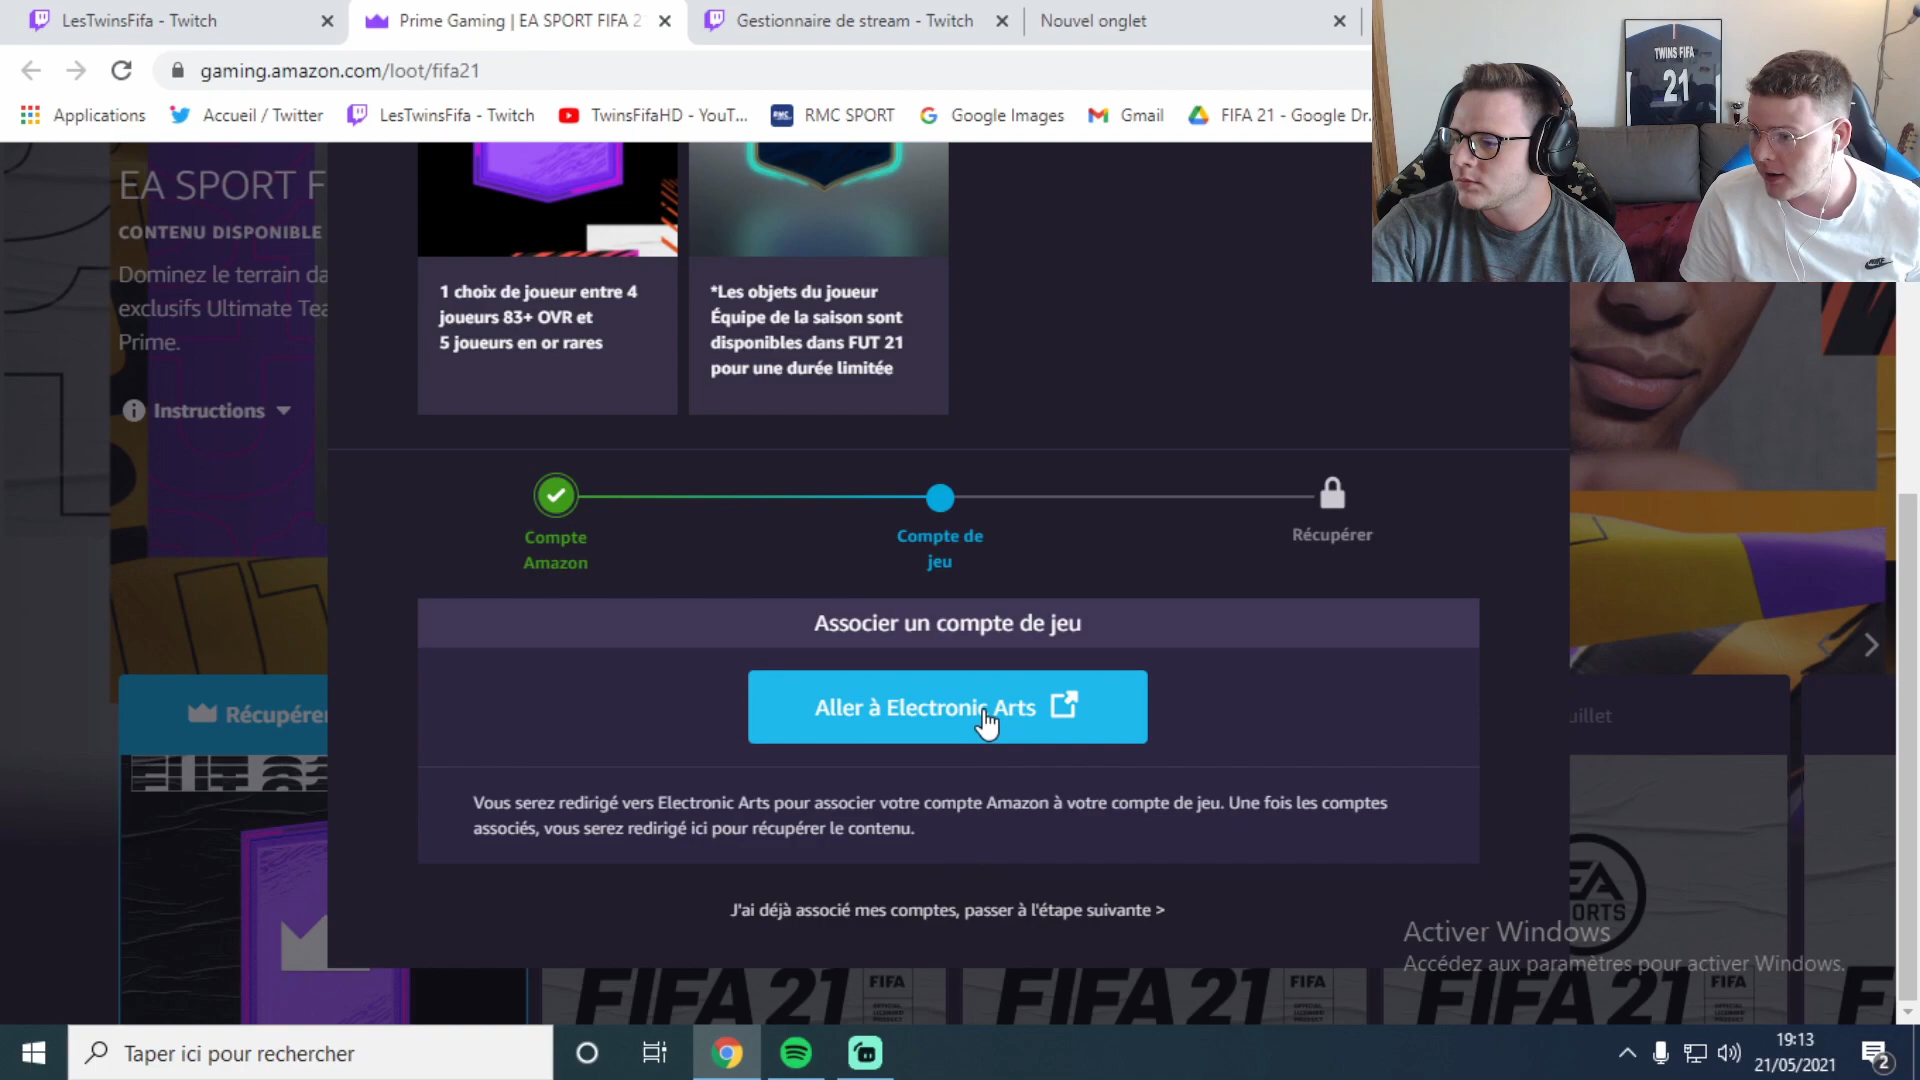 LesTwinsFifa - Twitch
Prime Gaming | EA SPORT FIFA 2
Gestionnaire de stream - Twitch
Nouvel onglet
gaming.amazon.com/loot/fifa21
Applications
Accueil / Twitter
LesTwinsFifa - Twitch
TwinsFifaHD - YouT...
RMC SPORT
Google Images
Gmail
FIFA 21 - Google Dr...
TWINS FIFA
21
EA SPORT F
CONTENU DISPONIBLE
Dominez le terrain da
exclusifs Ultimate Tea
Prime.
Instructions
1 choix de joueur entre 4
joueurs 83+ OVR et
5 joueurs en or rares
*Les objets du joueur
Équipe de la saison sont
disponibles dans FUT 21
pour une durée limitée
Compte
Amazon
Compte de
jeu
Récupérer
Associer un compte de jeu
Aller à Electronic Arts
Récupérer
uillet
Vous serez redirigé vers Electronic Arts pour associer votre compte Amazon à votre compte de jeu. Une fois les comptes
associés, vous serez redirigé ici pour récupérer le contenu.
J'ai déjà associé mes comptes, passer à l'étape suivante >
Activer Windows
Accédez aux paramètres pour activer Windows.
FIFA 21
FIFA
FIFA 21
FIFA
FIFA 21
FIFA
Taper ici pour rechercher
19:13
21/05/2021
2